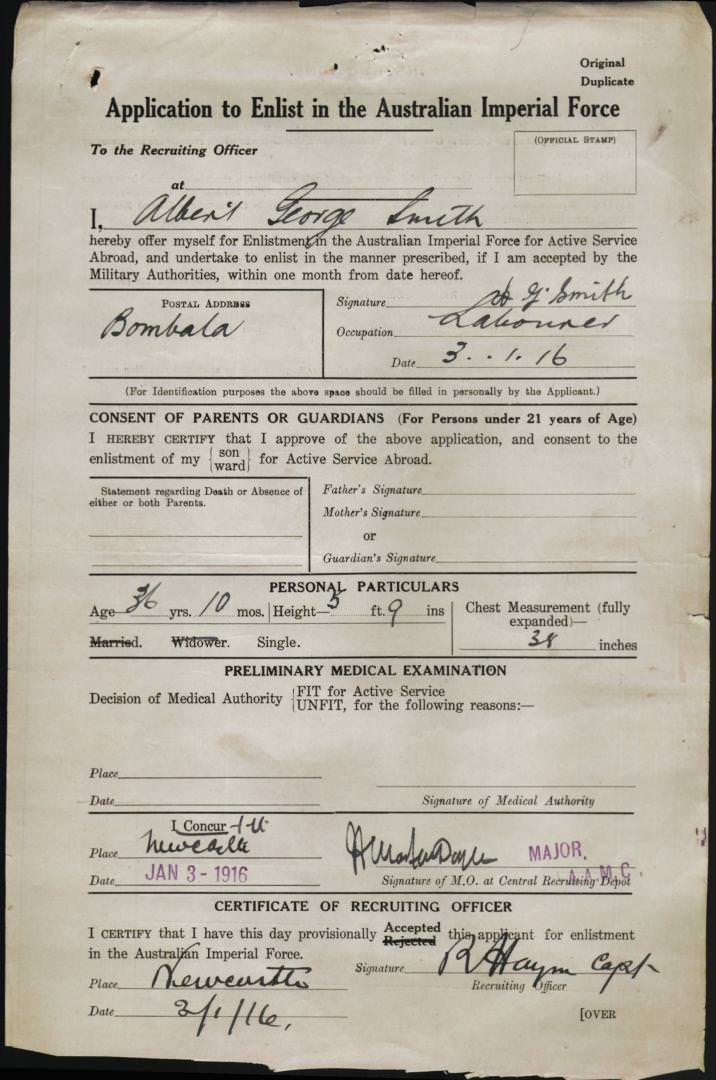 Original
Duplicate
Application to Enlist in the Australian Imperial Force
To the Recruiting Officer
(OFFICIAL STAMP)
at
I, Albert George Smith
hereby offer myself for Enlistment in the Australian Imperial Force for Active Service
Abroad, and undertake to enlist in the manner prescribed, if I am accepted by the
Military Authorities, within one month from date hereof.
POSTAL ADDRESS
Bombala
Signature A G Smith
Occupation Labourer
Date 3 . 1. 16
(For Identification purposes the above space should be filled in personally by the Applicant.)
CONSENT OF PARENTS OR GUARDIANS (For Persons under 21 years of Age)
I HEREBY CERTIFY that I approve of the above application, and consent to the
enlistment of my {son ward} for Active Service Abroad.
Statement regarding Death or Absence of
either or both Parents.
Father's Signature
Mother's Signature
or
Guardian's Signature
PERSONAL PARTICULARS
Age 36 yrs. 10 mos. Height—5 ft. 9 ins
Chest Measurement (fully
expanded)—
38 inches
Married. Widower. Single.
PRELIMINARY MEDICAL EXAMINATION
Decision of Medical Authority {FIT for Active Service
{UNFIT, for the following reasons:—
Place
Date
Signature of Medical Authority
I Concur
Place Newcastle
Date JAN 3 - 1916
MAJOR.
A.A.M.C.
Signature of M.O. at Central Recruiting Depot
CERTIFICATE OF RECRUITING OFFICER
I CERTIFY that I have this day provisionally Accepted Rejected this applicant for enlistment
in the Australian Imperial Force.
Signature Capt
Recruiting Officer
Place Newcastle
Date 3/1/16.
[OVER